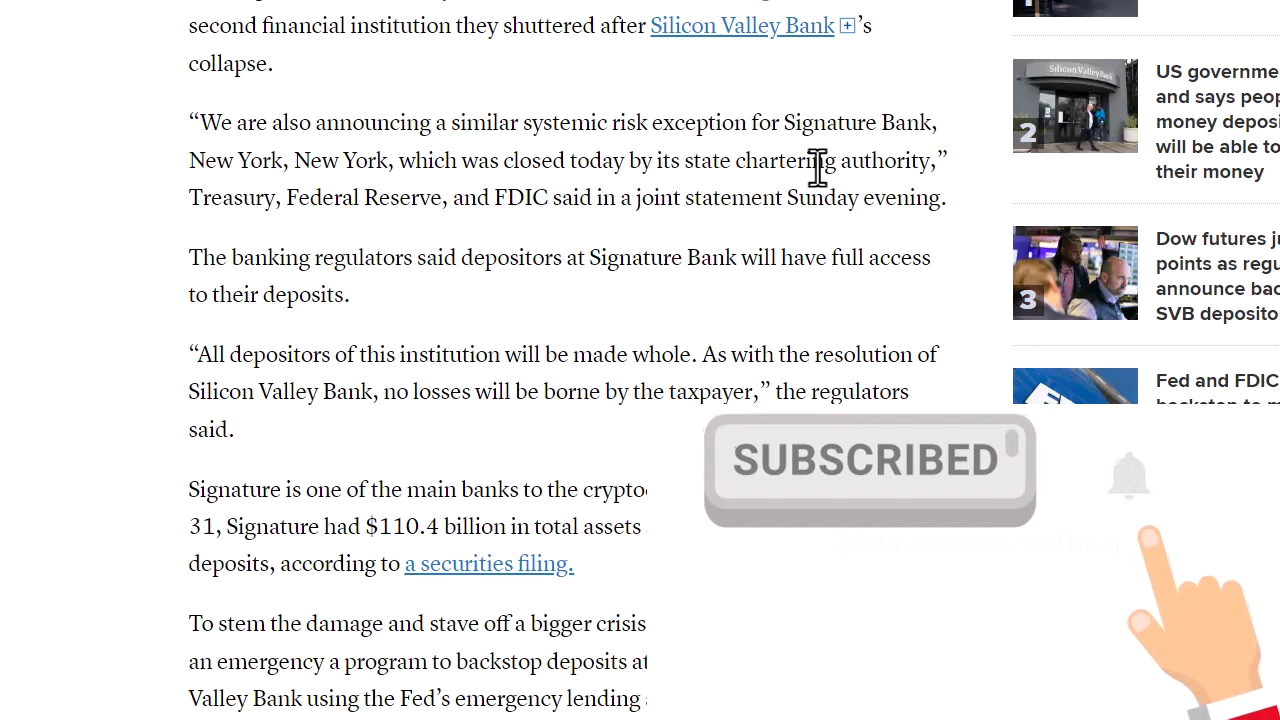 second financial institution they shuttered after Silicon Valley Bank + ’s
collapse.
“We are also announcing a similar systemic risk exception for Signature Bank,
New York, New York, which was closed today by its state chartering authority,”
Treasury, Federal Reserve, and FDIC said in a joint statement Sunday evening.
The banking regulators said depositors at Signature Bank will have full access
to their deposits.
“All depositors of this institution will be made whole. As with the resolution of
Silicon Valley Bank, no losses will be borne by the taxpayer,” the regulators
said.
Signature is one of the main banks to the crypto
31, Signature had $110.4 billion in total assets
deposits, according to a securities filing.
To stem the damage and stave off a bigger crisis
an emergency a program to backstop deposits at
Valley Bank using the Fed’s emergency lending
Silicon Valley Bank
2
US governme
and says peop
money deposi
will be able to
their money
3
Dow futures ju
points as regu
announce bac
SVB deposito
Fed and FDIC
SUBSCRIBED